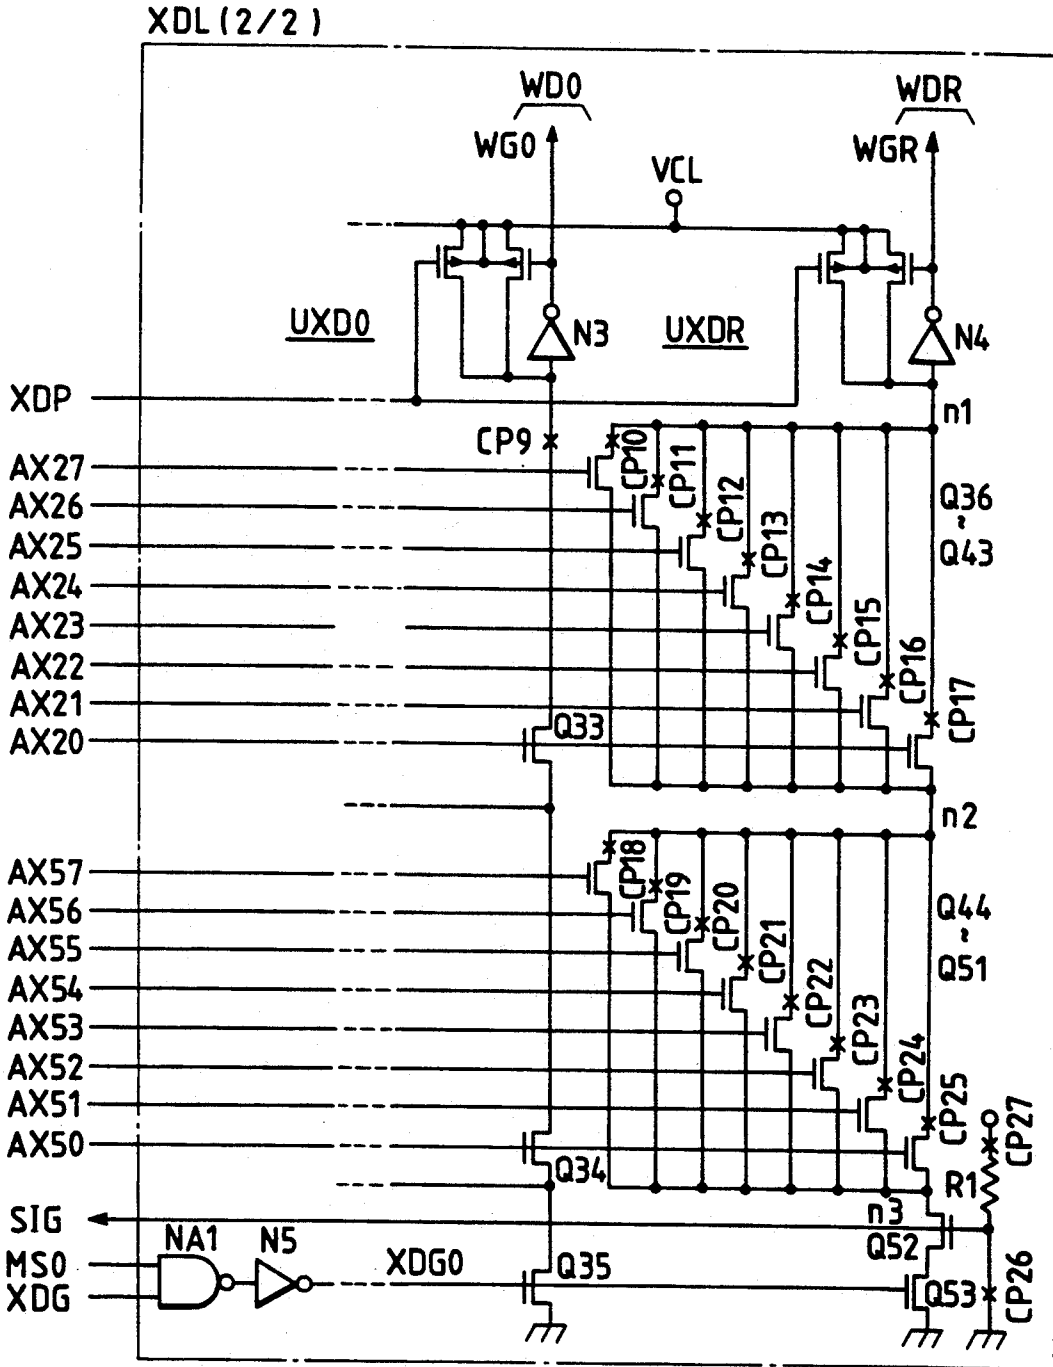 XDL (2/2)
WD0
WDR
WG0
WGR
VCL
UXD0
N3
UXDR
N4
XDP
n1
CP9
CP10
CP11
CP12
CP13
CP14
CP15
CP16
CP17
AX27
AX26
AX25
AX24
AX23
AX22
AX21
AX20
Q36
~
Q43
Q33
n2
AX57
AX56
AX55
AX54
AX53
AX52
AX51
AX50
CP18
CP19
CP20
CP21
CP22
CP23
CP24
CP25
CP27
Q44
~
Q51
Q34
R1
SIG
n3
NA1
N5
Q52
MS0
XDG0
Q35
XDG
Q53
CP26